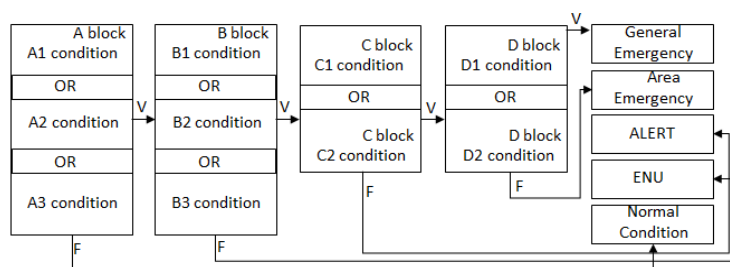 A block
A1 condition
OR
A2 condition
OR
A3 condition
F
V
B block
B1 condition
OR
B2 condition
OR
B3 condition
F
V
C block
C1 condition
OR
C block
C2 condition
F
V
D block
D1 condition
OR
D block
D2 condition
F
V
General
Emergency
Area
Emergency
ALERT
ENU
Normal
Condition